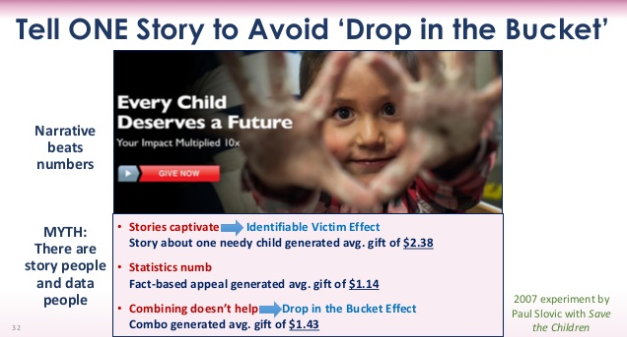 Tell ONE Story to Avoid ‘Drop in the Bucket’
Narrative
beats
numbers
Every Child
Deserves a Future
Your Impact Multiplied 10x
GIVE NOW
MYTH:
There are
story people
and data
people
• Stories captivate Identifiable Victim Effect
Story about one needy child generated avg. gift of $2.38
• Statistics numb
Fact-based appeal generated avg. gift of $1.14
• Combining doesn’t help Drop in the Bucket Effect
Combo generated avg. gift of $1.43
2007 experiment by
Paul Slovic with Save
the Children
32